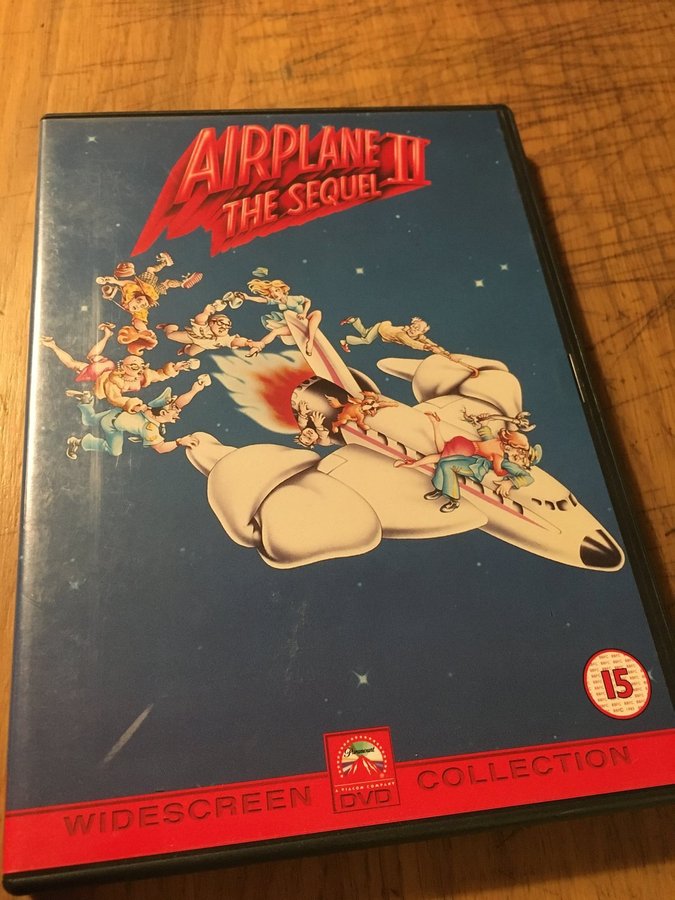 AIRPLANE II
THE SEQUEL
15
Paramount
A VIACOM COMPANY
DVD
WIDESCREEN COLLECTION